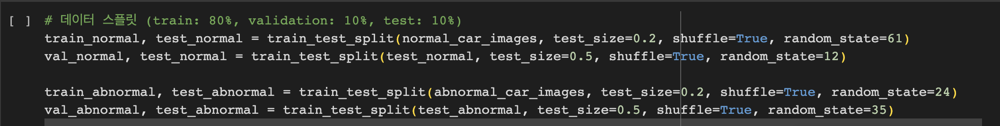 [ ] # 데이터 스플릿 (train: 80%, validation: 10%, test: 10%)
train_normal, test_normal = train_test_split(normal_car_images, test_size=0.2, shuffle=True, random_state=61)
val_normal, test_normal = train_test_split(test_normal, test_size=0.5, shuffle=True, random_state=12)
train_abnormal, test_abnormal = train_test_split(abnormal_car_images, test_size=0.2, shuffle=True, random_state=24)
val_abnormal, test_abnormal = train_test_split(test_abnormal, test_size=0.5, shuffle=True, random_state=35)